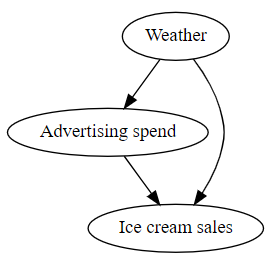 Weather
Advertising spend
Ice cream sales